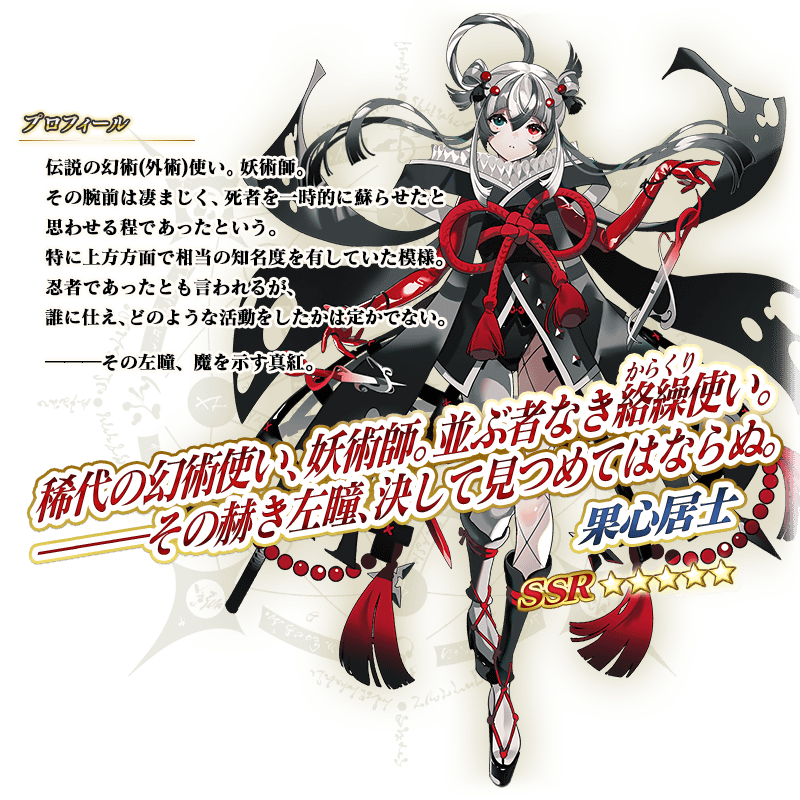 プロフィール
伝説の幻術(外術)使い。妖術師。
その腕前は凄まじく、死者を一時的に蘇らせたと
思わせる程であったという。
特に上方方面で相当の知名度を有していた模様。
忍者であったとも言われるが、
誰に仕え、どのような活動をしたかは定かでない。
———その左瞳、魔を示す真紅。
からくり
稀代の幻術使い、妖術師。並ぶ者なき絡繰使い。
———その赫き左瞳、決して見つめてはならぬ。
果心居士
SSR ☆☆☆☆☆